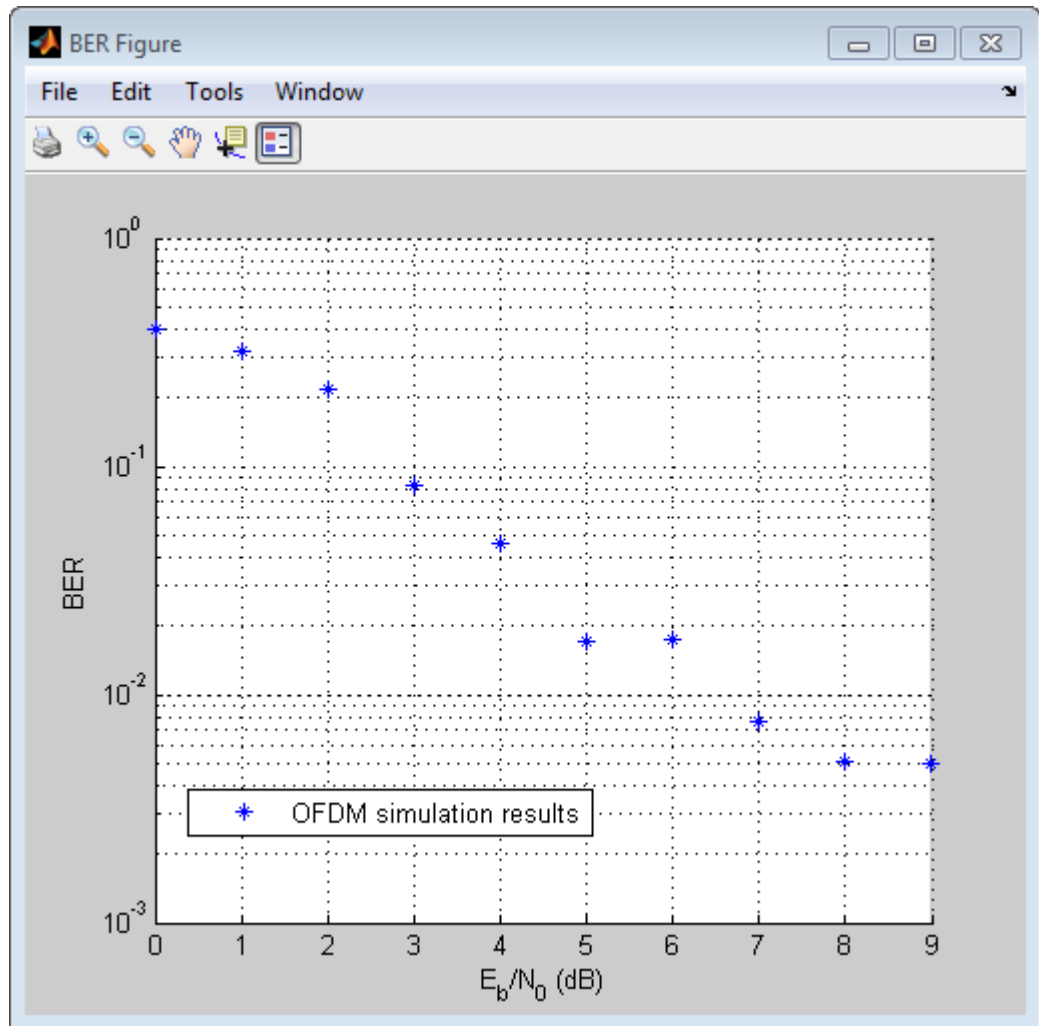 BER Figure
File Edit Tools Window
10^0
10^-1
10^-2
10^-3
BER
OFDM simulation results
0 1 2 3 4 5 6 7 8 9
E_b/N_0 (dB)